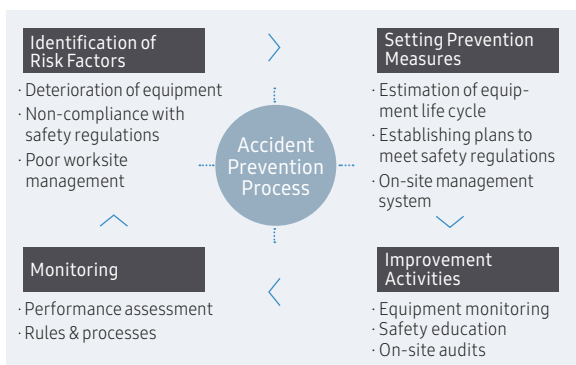 Identification of
Risk Factors
· Deterioration of equipment
· Non-compliance with
safety regulations
· Poor worksite
management
Setting Prevention
Measures
· Estimation of equip-
ment life cycle
· Establishing plans to
meet safety regulations
· On-site management
system
Accident
Prevention
Process
Monitoring
· Performance assessment
· Rules & processes
Improvement
Activities
· Equipment monitoring
· Safety education
· On-site audits